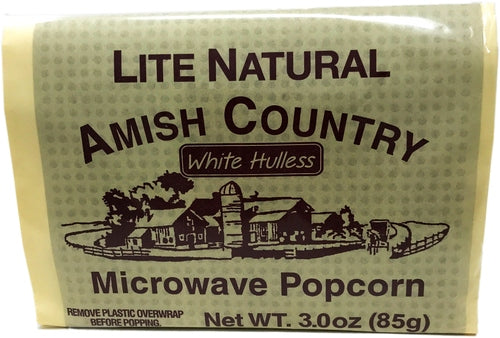 LITE NATURAL
AMISH COUNTRY
White Hulless
Microwave Popcorn
REMOVE PLASTIC OVERWRAP
BEFORE POPPING.
Net WT. 3.0oz (85g)